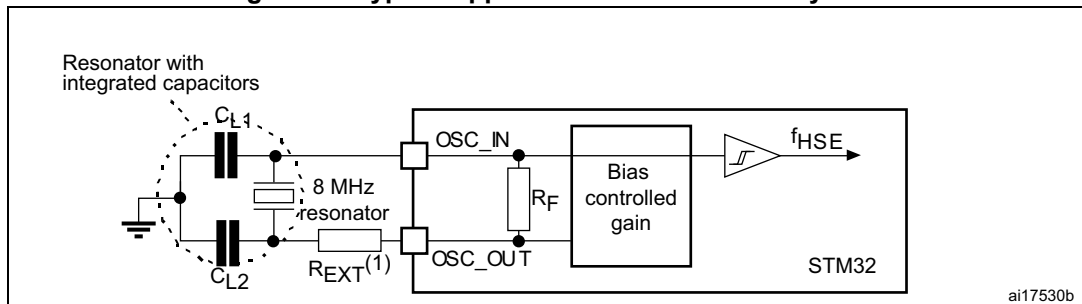 Resonator with
integrated capacitors
CL1
OSC_IN
fHSE
8 MHz
resonator
RF
Bias
controlled
gain
REXT(1)
OSC_OUT
CL2
STM32
ai17530b